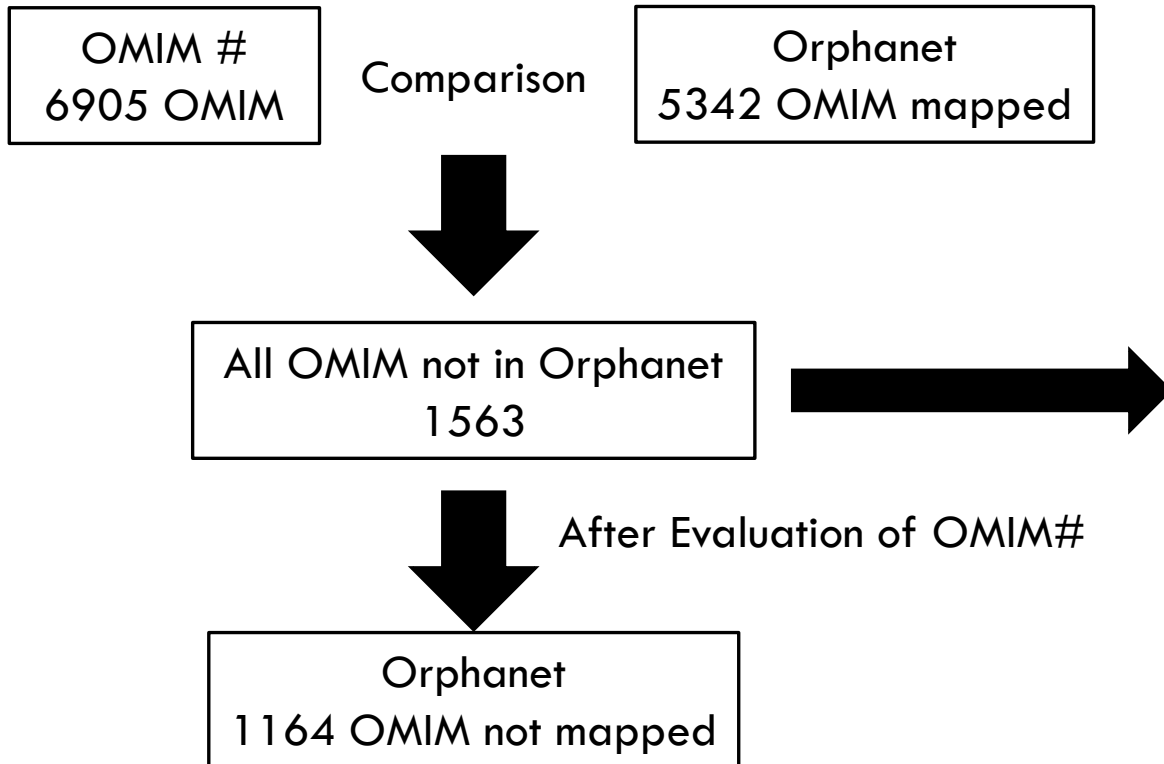 OMIM #
6905 OMIM
Comparison
Orphanet
5342 OMIM mapped
All OMIM not in Orphanet
1563
After Evaluation of OMIM#
Orphanet
1164 OMIM not mapped